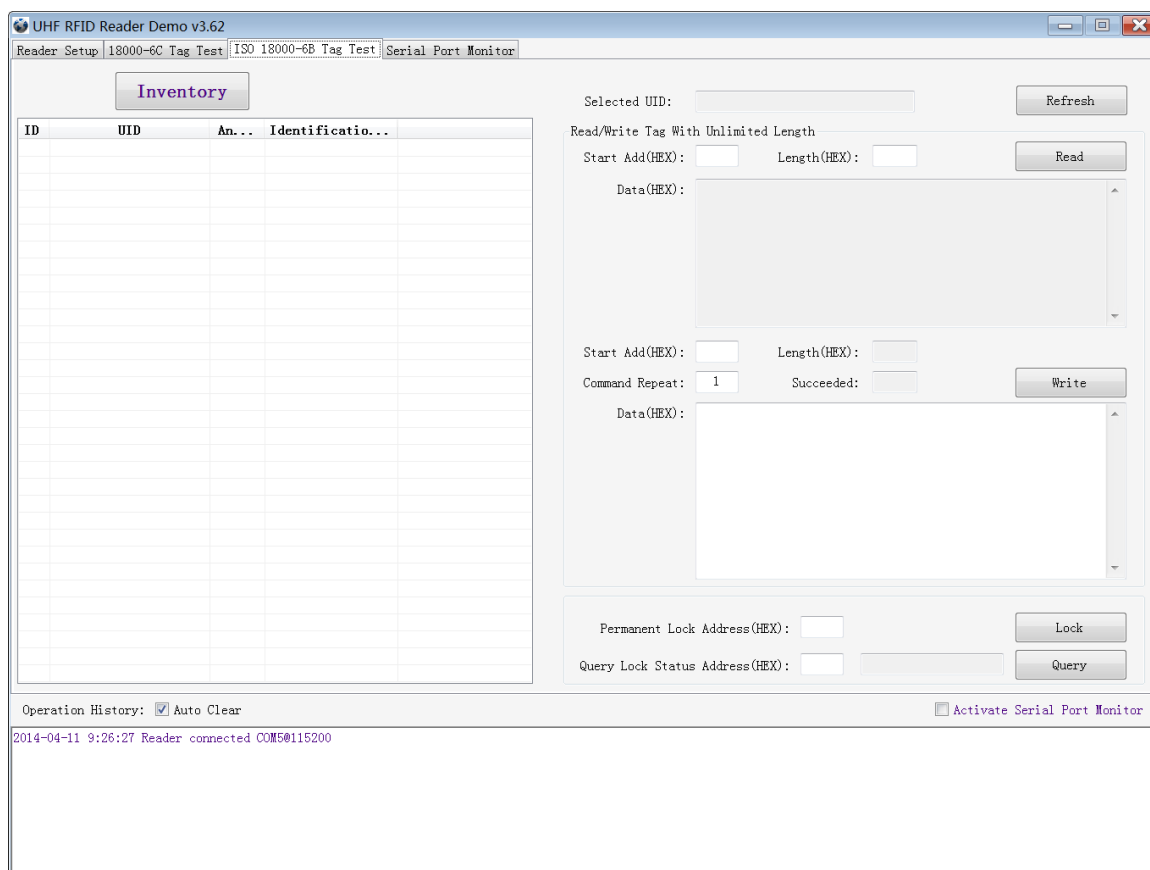 UHF RFID Reader Demo v3.62
Reader Setup 18000-6C Tag Test ISO 18000-6B Tag Test Serial Port Monitor
Inventory
ID UID An... Identificatio...
Selected UID: Refresh
Read/Write Tag With Unlimited Length
Start Add(HEX): Length(HEX): Read
Data(HEX):
Start Add(HEX): Length(HEX):
Command Repeat: 1 Succeeded: Write
Data(HEX):
Permanent Lock Address(HEX): Lock
Query Lock Status Address(HEX): Query
Operation History: Auto Clear Activate Serial Port Monitor
2014-04-11 9:26:27 Reader connected COM5@115200